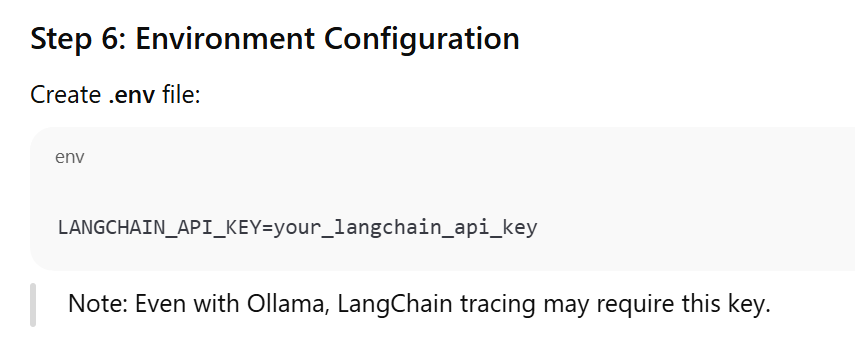 Step 6: Environment Configuration
Create .env file:
env
LANGCHAIN_API_KEY=your_langchain_api_key
Note: Even with Ollama, LangChain tracing may require this key.